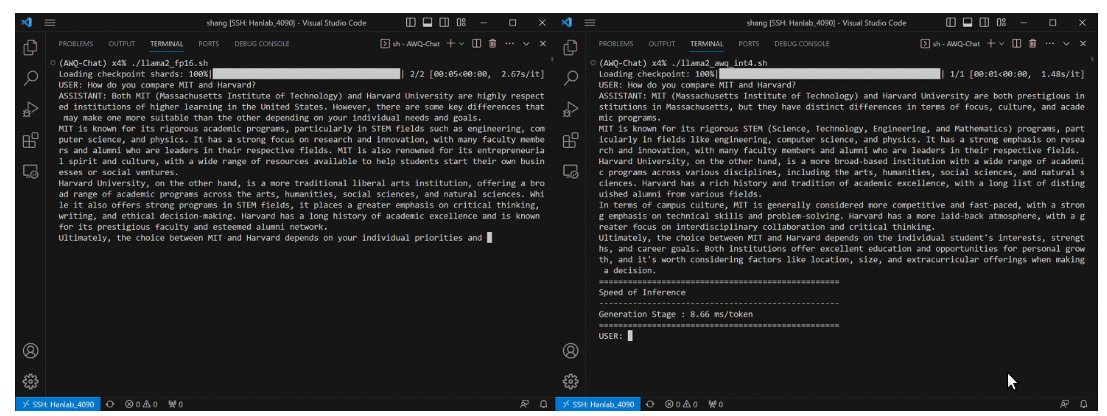 shang [SSH: Hanlab_4090] - Visual Studio Code
PROBLEMS OUTPUT TERMINAL PORTS DEBUG CONSOLE
sh - AWQ-Chat
(AWQ-Chat) x4% ./llama2_fp16.sh
Loading checkpoint shards: 100%| | 2/2 [00:05<00:00, 2.67s/it]
USER: How do you compare MIT and Harvard?
ASSISTANT: Both MIT (Massachusetts Institute of Technology) and Harvard University are highly respect
ed institutions of higher learning in the United States. However, there are some key differences that
may make one more suitable than the other depending on your individual needs and goals.
MIT is known for its rigorous academic programs, particularly in STEM fields such as engineering, com
puter science, and physics. It has a strong focus on research and innovation, with many faculty membe
rs and alumni who are leaders in their respective fields. MIT is also renowned for its entrepreneuria
l spirit and culture, with a wide range of resources available to help students start their own busin
esses or social ventures.
Harvard University, on the other hand, is a more traditional liberal arts institution, offering a bro
ad range of academic programs across the arts, humanities, social sciences, and natural sciences. Whi
le it also offers strong programs in STEM fields, it places a greater emphasis on critical thinking,
writing, and ethical decision-making. Harvard has a long history of academic excellence and is known
for its prestigious faculty and esteemed alumni network.
Ultimately, the choice between MIT and Harvard depends on your individual priorities and
SSH: Hanlab_4090 0 0 0
shang [SSH: Hanlab_4090] - Visual Studio Code
PROBLEMS OUTPUT TERMINAL PORTS DEBUG CONSOLE
sh - AWQ-Chat
(AWQ-Chat) x4% ./llama2_awq_int4.sh
Loading checkpoint: 100%| | 1/1 [00:01<00:00, 1.48s/it]
USER: How do you compare MIT and Harvard?
ASSISTANT: MIT (Massachusetts Institute of Technology) and Harvard University are both prestigious in
stitutions in Massachusetts, but they have distinct differences in terms of focus, culture, and acade
mic programs.
MIT is known for its rigorous STEM (Science, Technology, Engineering, and Mathematics) programs, part
icularly in fields like engineering, computer science, and physics. It has a strong emphasis on resea
rch and innovation, with many faculty members and alumni who are leaders in their respective fields.
Harvard University, on the other hand, is a more broad-based institution with a wide range of academi
c programs across various disciplines, including the arts, humanities, social sciences, and natural s
ciences. Harvard has a rich history and tradition of academic excellence, with a long list of disting
uished alumni from various fields.
In terms of campus culture, MIT is generally considered more competitive and fast-paced, with a stron
g emphasis on technical skills and problem-solving. Harvard has a more laid-back atmosphere, with a g
reater focus on interdisciplinary collaboration and critical thinking.
Ultimately, the choice between MIT and Harvard depends on the individual student's interests, strengt
hs, and career goals. Both institutions offer excellent education and opportunities for personal grow
th, and it's worth considering factors like location, size, and extracurricular offerings when making
a decision.
==================================================
Speed of Inference
--------------------------------------------------
Generation Stage : 8.66 ms/token
==================================================
USER:
SSH: Hanlab_4090 0 0 0